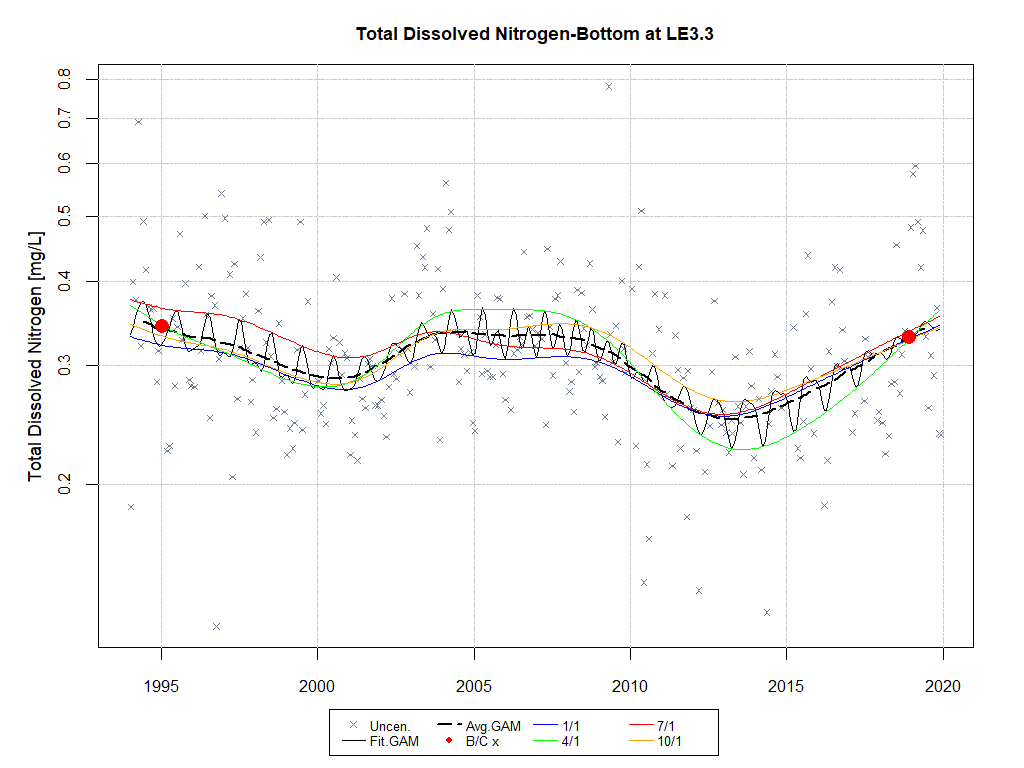 Total Dissolved Nitrogen-Bottom at LE3.3
Total Dissolved Nitrogen [mg/L]
0.8
0.7
0.6
0.5
0.4
0.3
0.2
1995 2000 2005 2010 2015 2020
Uncen. Avg.GAM 1/1 7/1
Fit.GAM B/C x 4/1 10/1